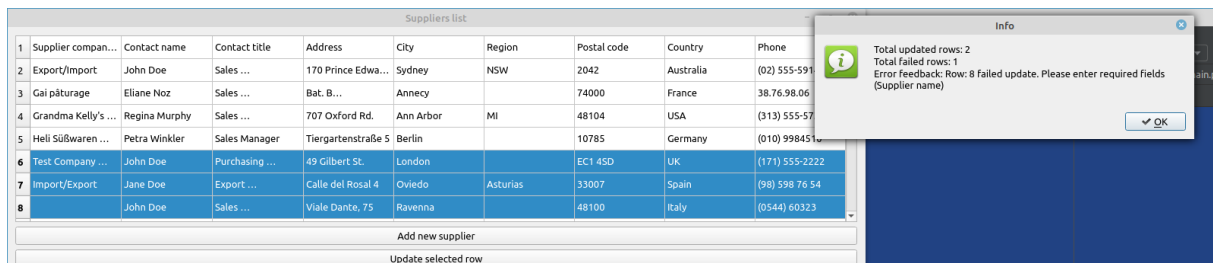 Suppliers list
Info
1 Supplier compan... Contact name Contact title Address City Region Postal code Country Phone
2 Export/Import John Doe Sales ... 170 Prince Edwa... Sydney NSW 2042 Australia (02) 555-591
3 Gai pâturage Eliane Noz Sales ... Bat. B... Annecy 74000 France 38.76.98.06
4 Grandma Kelly's ... Regina Murphy Sales ... 707 Oxford Rd. Ann Arbor MI 48104 USA (313) 555-57
5 Heli Süßwaren ... Petra Winkler Sales Manager Tiergartenstraße 5 Berlin 10785 Germany (010) 9984510
6 Test Company ... John Doe Purchasing ... 49 Gilbert St. London EC1 4SD UK (171) 555-2222
7 Import/Export Jane Doe Export ... Calle del Rosal 4 Oviedo Asturias 33007 Spain (98) 598 76 54
8 John Doe Sales ... Viale Dante, 75 Ravenna 48100 Italy (0544) 60323
Add new supplier
Update selected row
Total updated rows: 2
Total failed rows: 1
Error feedback: Row: 8 failed update. Please enter required fields
(Supplier name)
OK